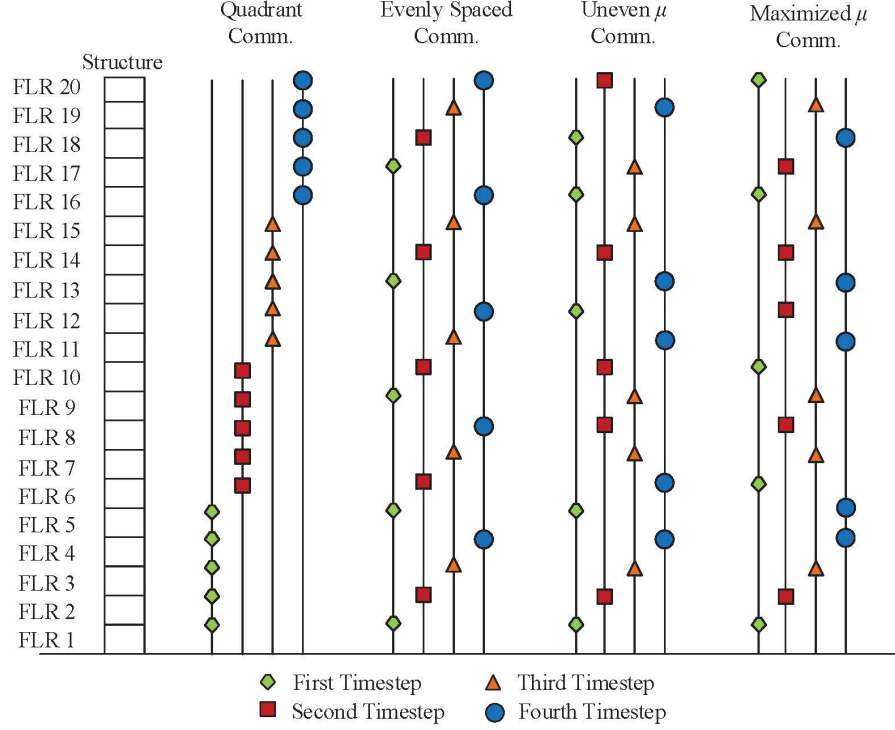 Quadrant
Comm.
Evenly Spaced
Comm.
Uneven μ
Comm.
Maximized μ
Comm.
Structure
FLR 20
FLR 19
FLR 18
FLR 17
FLR 16
FLR 15
FLR 14
FLR 13
FLR 12
FLR 11
FLR 10
FLR 9
FLR 8
FLR 7
FLR 6
FLR 5
FLR 4
FLR 3
FLR 2
FLR 1
First Timestep
Third Timestep
Second Timestep
Fourth Timestep